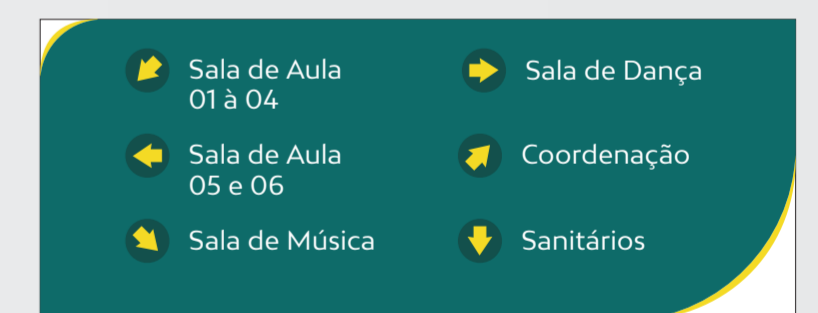 Sala de Aula
01 à 04
Sala de Aula
05 e 06
Sala de Música
Sala de Dança
Coordenação
Sanitários